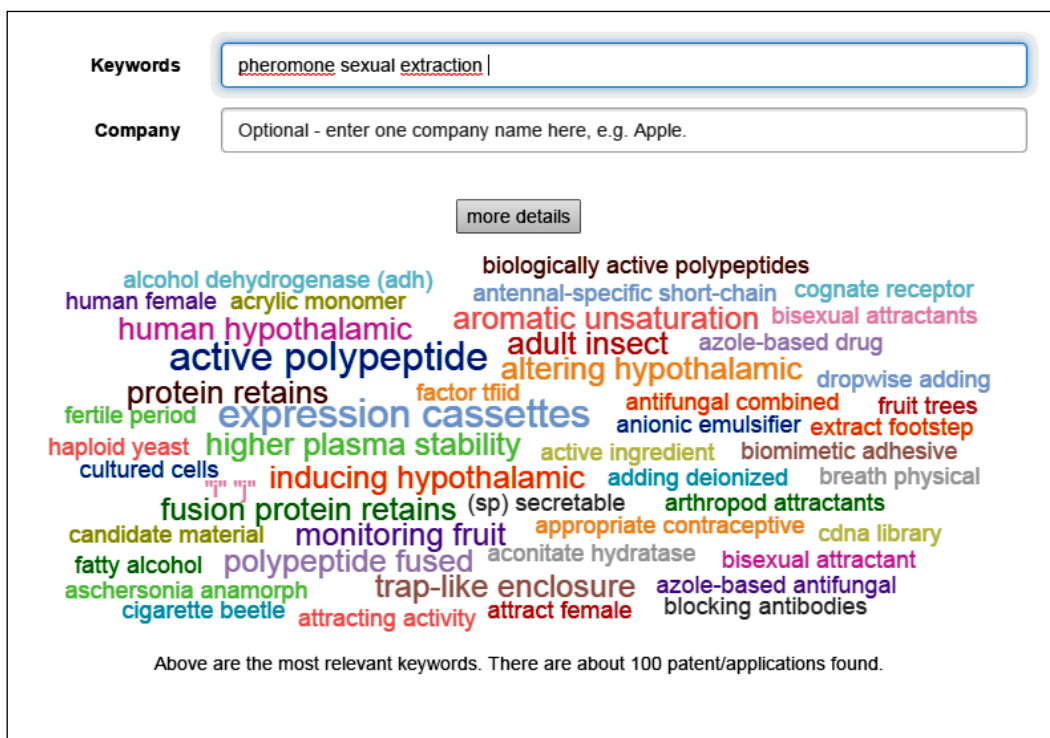 Keywords pheromone sexual extraction
Company Optional - enter one company name here, e.g. Apple.
more details
biologically active polypeptides
alcohol dehydrogenase (adh)
antennal-specific short-chain cognate receptor
human female acrylic monomer
human hypothalamic aromatic unsaturation bisexual attractants
active polypeptide adult insect azole-based drug
altering hypothalamic dropwise adding
protein retains factor tfiid antifungal combined fruit trees
fertile period expression cassettes anionic emulsifier extract footstep
haploid yeast higher plasma stability active ingredient biomimetic adhesive
cultured cells inducing hypothalamic adding deionized breath physical
"i" "j"
fusion protein retains (sp) secretable arthropod attractants
candidate material monitoring fruit appropriate contraceptive cdna library
fatty alcohol polypeptide fused aconitate hydratase bisexual attractant
aschersonia anamorph trap-like enclosure azole-based antifungal
cigarette beetle attracting activity attract female blocking antibodies
Above are the most relevant keywords. There are about 100 patent/applications found.